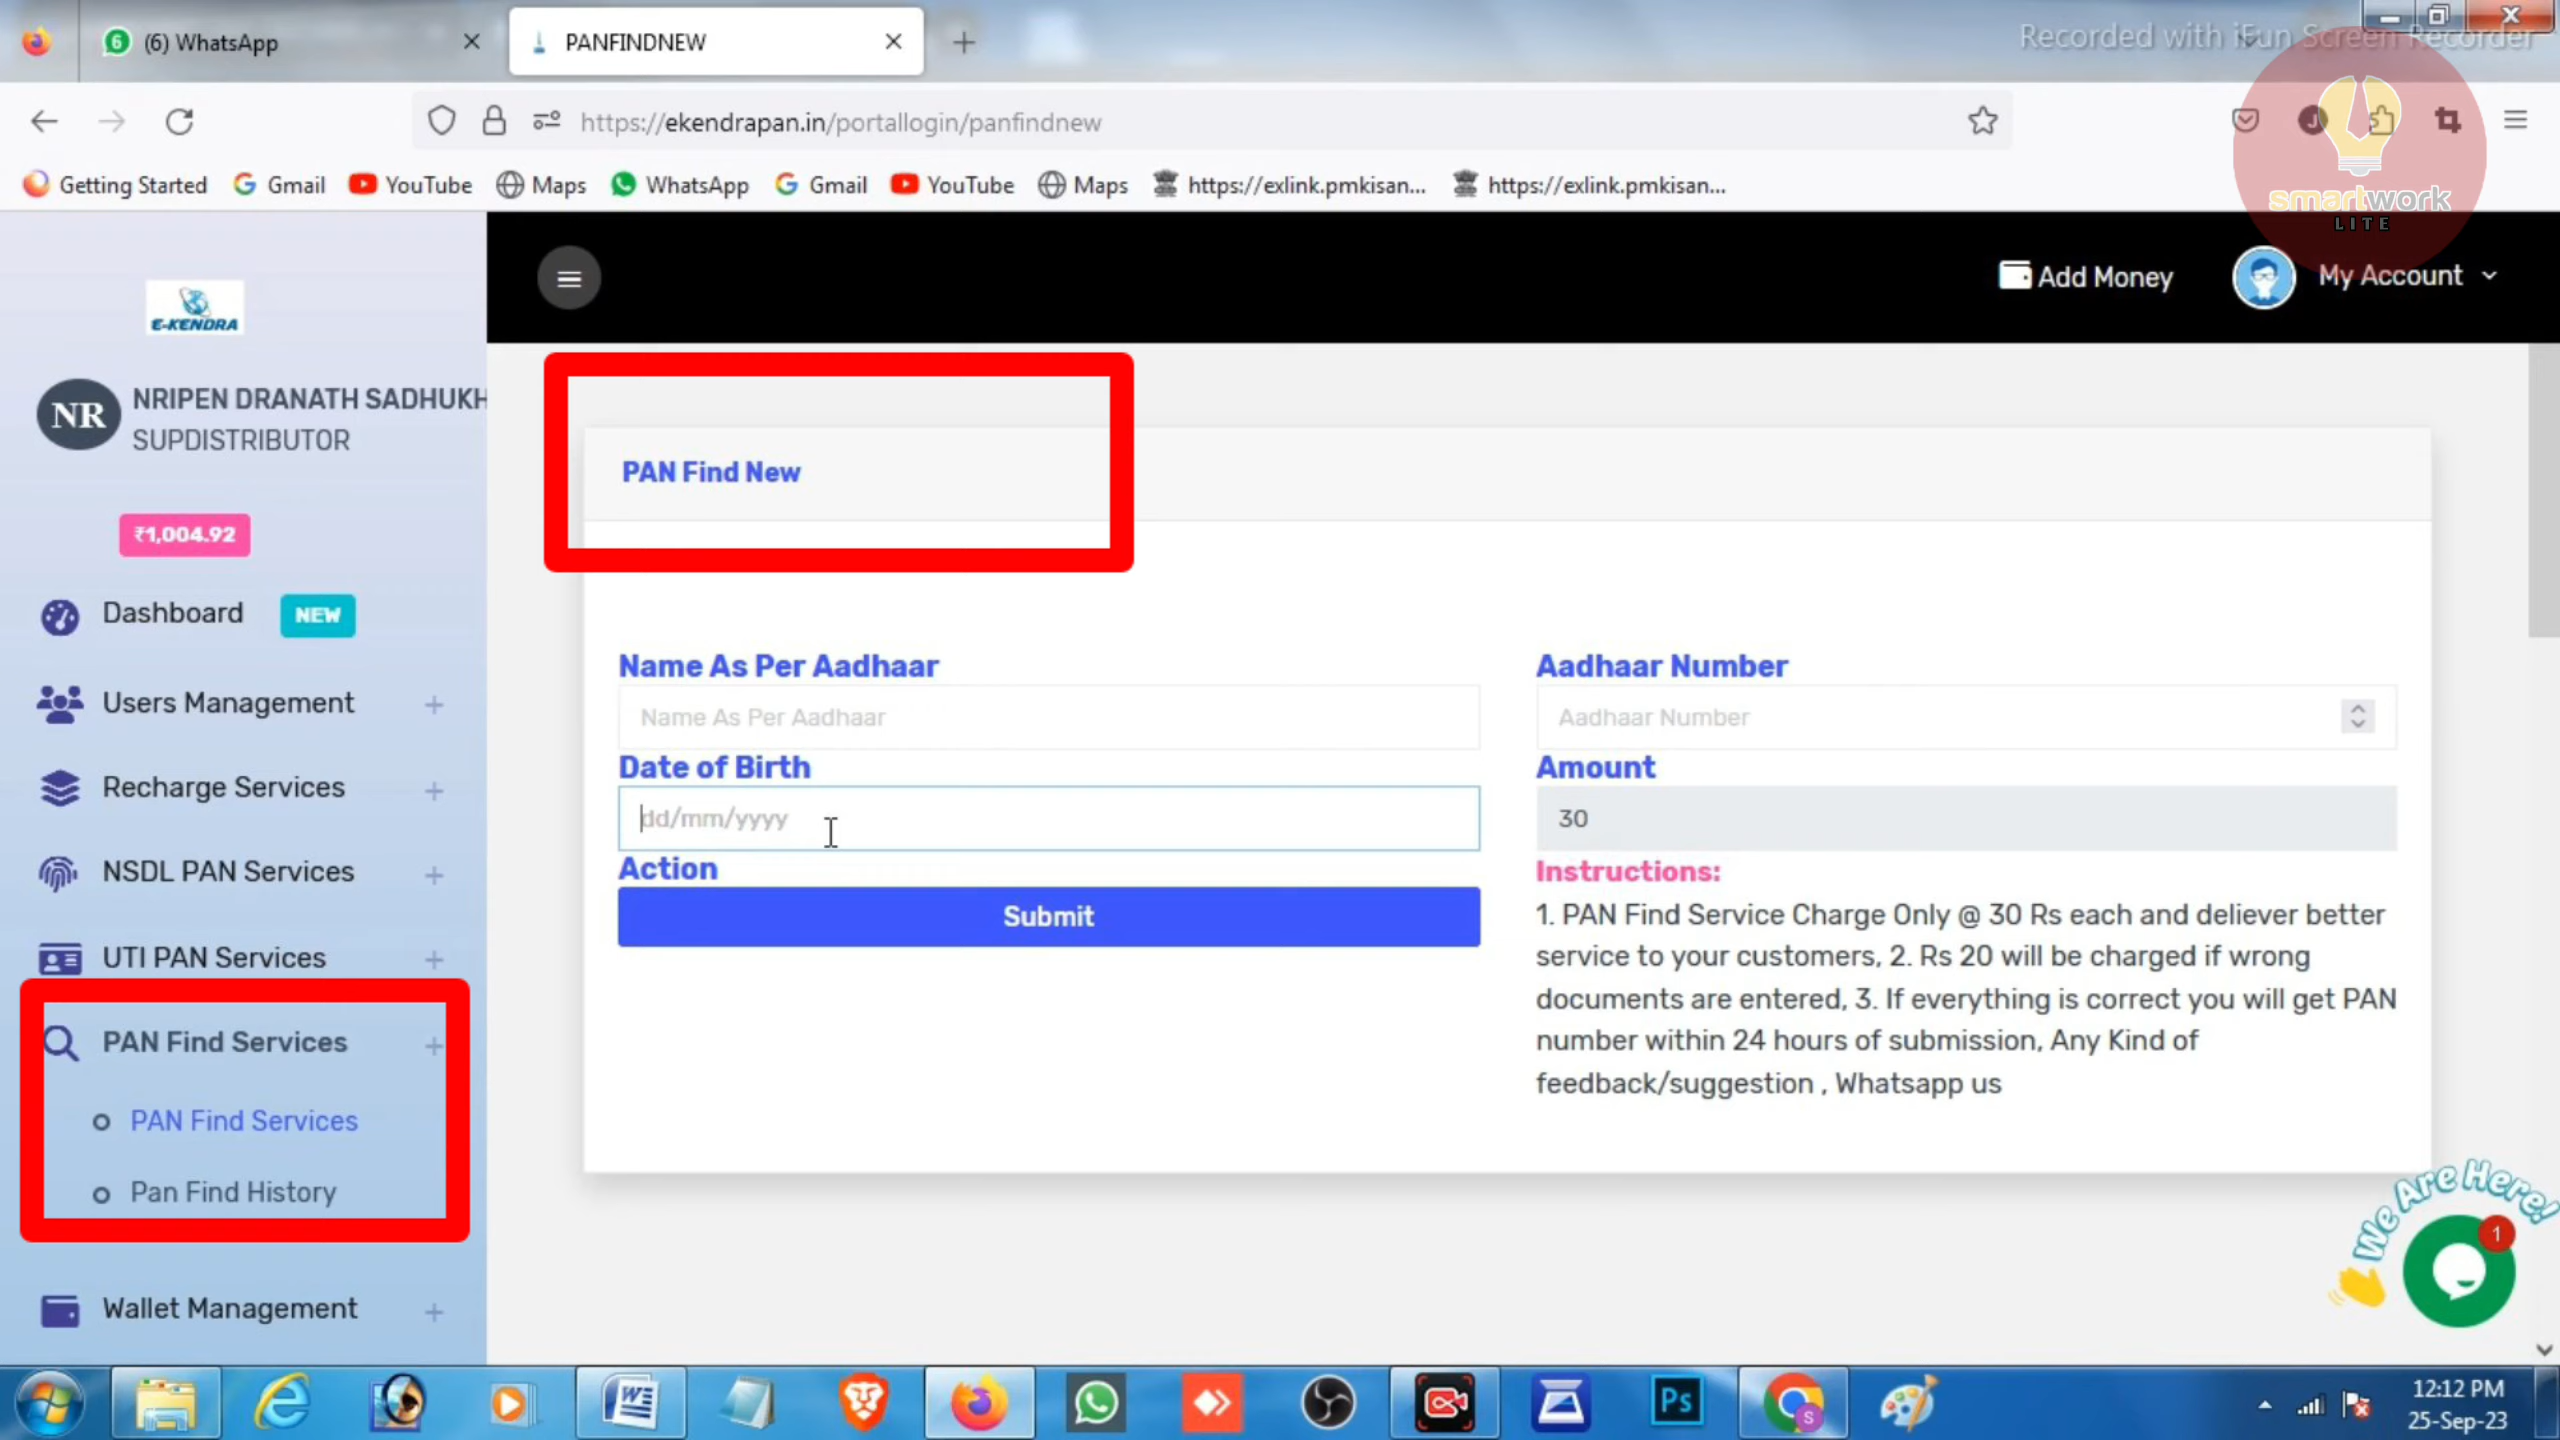 (6) WhatsApp
PANFINDNEW
Recorded with iFun Screen Recorder
https://ekendrapan.in/portallogin/panfindnew
Getting Started
Gmail
YouTube
Maps
WhatsApp
Gmail
YouTube
Maps
https://exlink.pmkisan...
https://exlink.pmkisan...
smartwork
LITE
E-KENDRA
Add Money
My Account
NR
NRIPEN DRANATH SADHUKH
SUPDISTRIBUTOR
₹1,004.92
Dashboard
NEW
Users Management
Recharge Services
NSDL PAN Services
UTI PAN Services
PAN Find Services
PAN Find Services
Pan Find History
Wallet Management
PAN Find New
Name As Per Aadhaar
Name As Per Aadhaar
Date of Birth
dd/mm/yyyy
Action
Submit
Aadhaar Number
Aadhaar Number
Amount
30
Instructions:
1. PAN Find Service Charge Only @ 30 Rs each and deliever better
service to your customers, 2. Rs 20 will be charged if wrong
documents are entered, 3. If everything is correct you will get PAN
number within 24 hours of submission, Any Kind of
feedback/suggestion , Whatsapp us
We Are Here!
1
Ps
S
12:12 PM
25-Sep-23